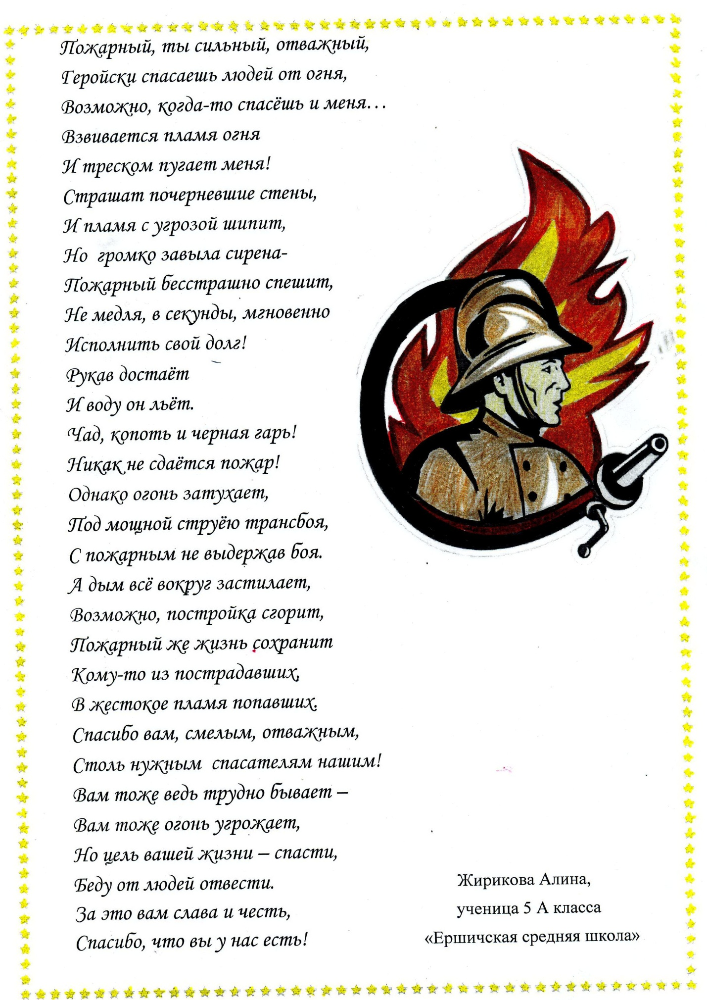 Пожарный, ты сильный, отважный,
Геройски спасаешь людей от огня,
Возможно, когда-то спасёшь и меня…
Взвивается пламя огня
И треском пугает меня!
Страшат почерневшие стены,
И пламя с угрозой шипит,
Но  громко завыла сирена-
Пожарный бесстрашно спешит,
Не медля, в секунды, мгновенно
Исполнить свой долг!
Рукав достаёт
И воду он льёт.
Чад, копоть и черная гарь!
Никак не сдаётся пожар!
Однако огонь затухает,
Под мощной струёю трансбоя,
С пожарным не выдержав боя.
А дым всё вокруг застилает,
Возможно, постройка сгорит,
Пожарный же жизнь сохранит
Кому-то из пострадавших,
В жестокое пламя попавших.
Спасибо вам, смелым, отважным,
Столь нужным  спасателям нашим!
Вам тоже ведь трудно бывает –
Вам тоже огонь угрожает,
Но цель вашей жизни – спасти,
Беду от людей отвести.
За это вам слава и честь,
Спасибо, что вы у нас есть!
Жирикова Алина,
ученица 5 А класса
«Ершичская средняя школа»